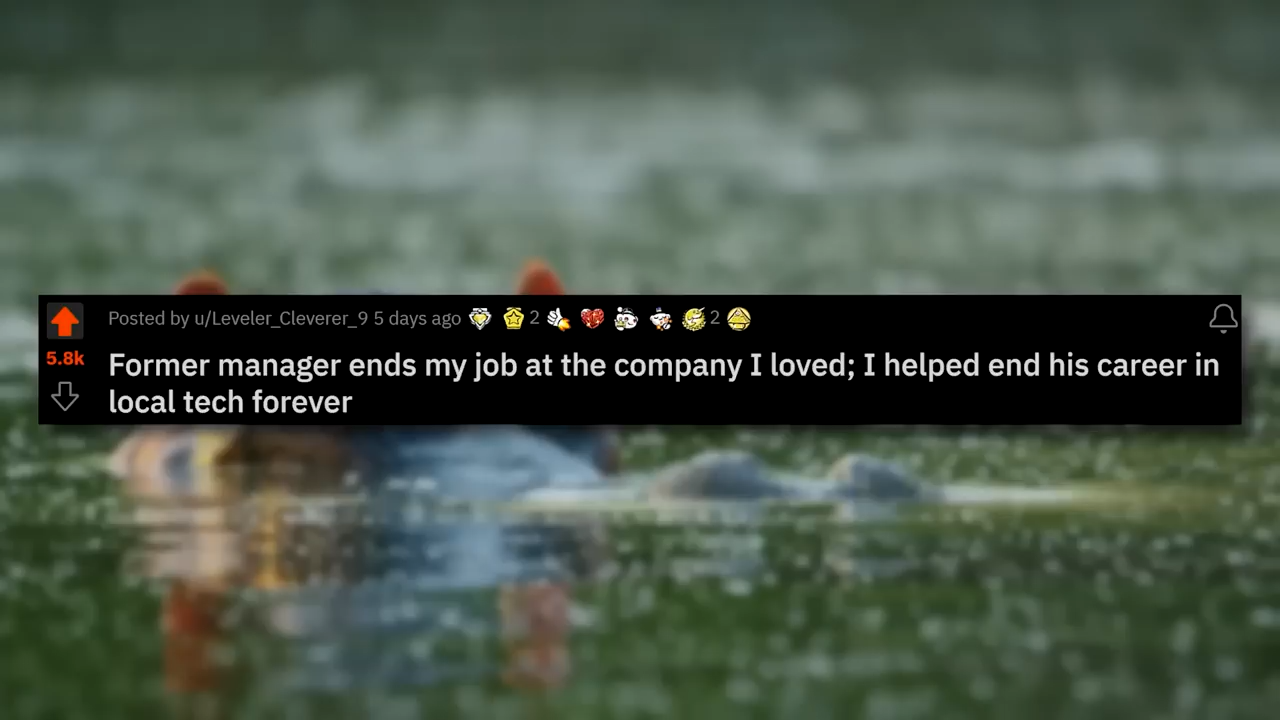 Posted by u/Leveler_Cleverer_9 5 days ago 2 2
5.8k
Former manager ends my job at the company I loved; I helped end his career in
local tech forever